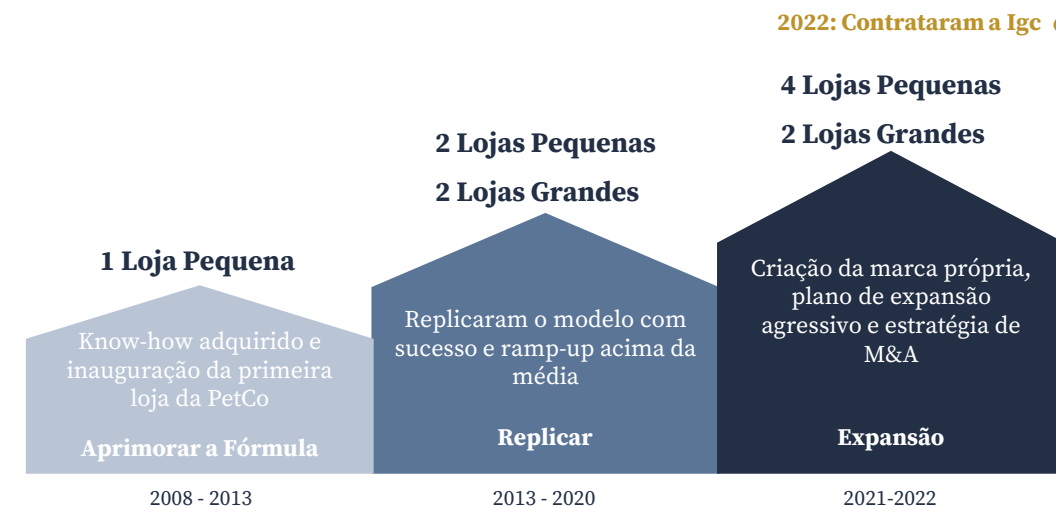 2022: Contrataram a Igc
4 Lojas Pequenas
2 Lojas Grandes
2 Lojas Pequenas
2 Lojas Grandes
1 Loja Pequena
Know-how adquirido e
inauguração da primeira
loja da PetCo
Aprimorar a Fórmula
Replicaram o modelo com
sucesso e ramp-up acima da
média
Replicar
Criação da marca própria,
plano de expansão
agressivo e estratégia de
M&A
Expansão
2008 - 2013
2013 - 2020
2021-2022